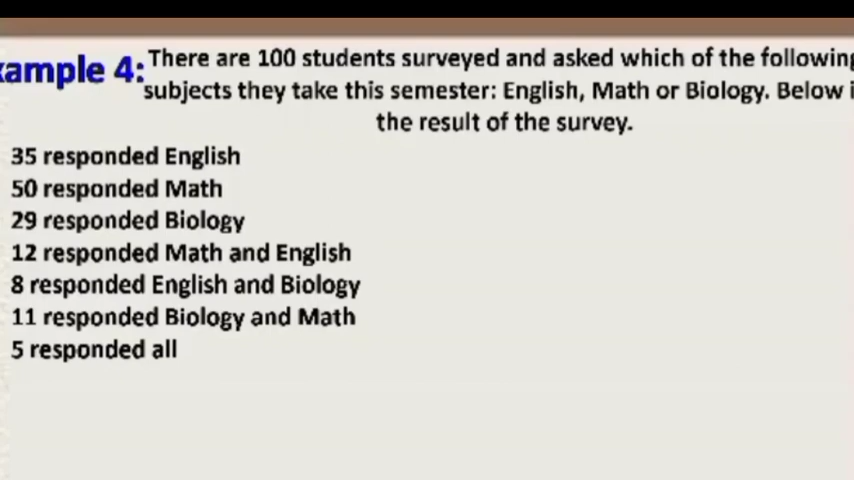 xample 4: There are 100 students surveyed and asked which of the following
subjects they take this semester: English, Math or Biology. Below i
the result of the survey.
35 responded English
50 responded Math
29 responded Biology
12 responded Math and English
8 responded English and Biology
11 responded Biology and Math
5 responded all